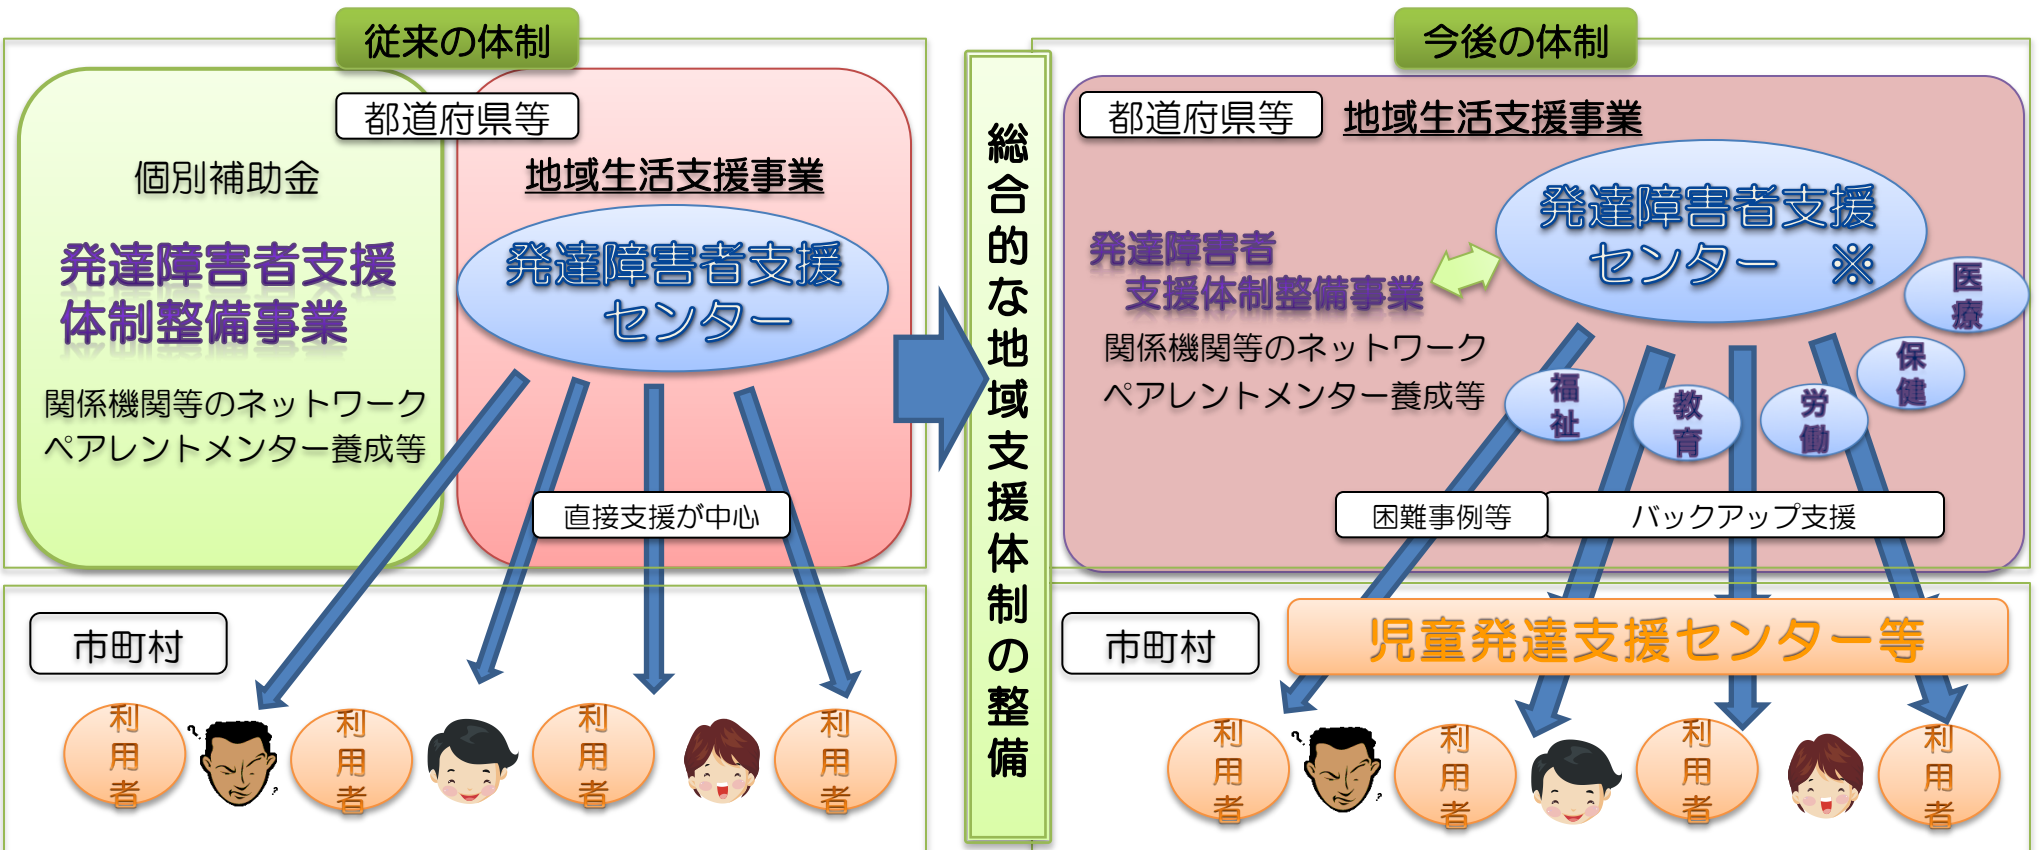 従来の体制
都道府県等
個別補助金
発達障害者支援
体制整備事業
関係機関等のネットワーク
ペアレントメンター養成等
地域生活支援事業
発達障害者支援
センター
直接支援が中心
市町村
利用者
利用者
利用者
利用者
総合的な地域支援体制の整備
今後の体制
都道府県等
地域生活支援事業
発達障害者支援
センター ※
発達障害者
支援体制整備事業
関係機関等のネットワーク
ペアレントメンター養成等
医療
保健
福祉
教育
労働
困難事例等
バックアップ支援
市町村
児童発達支援センター等
利用者
利用者
利用者
利用者